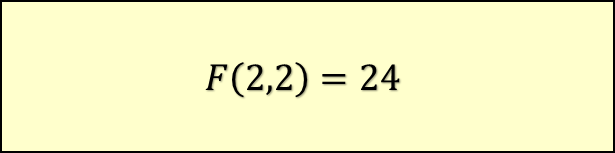 F(2,2) = 24